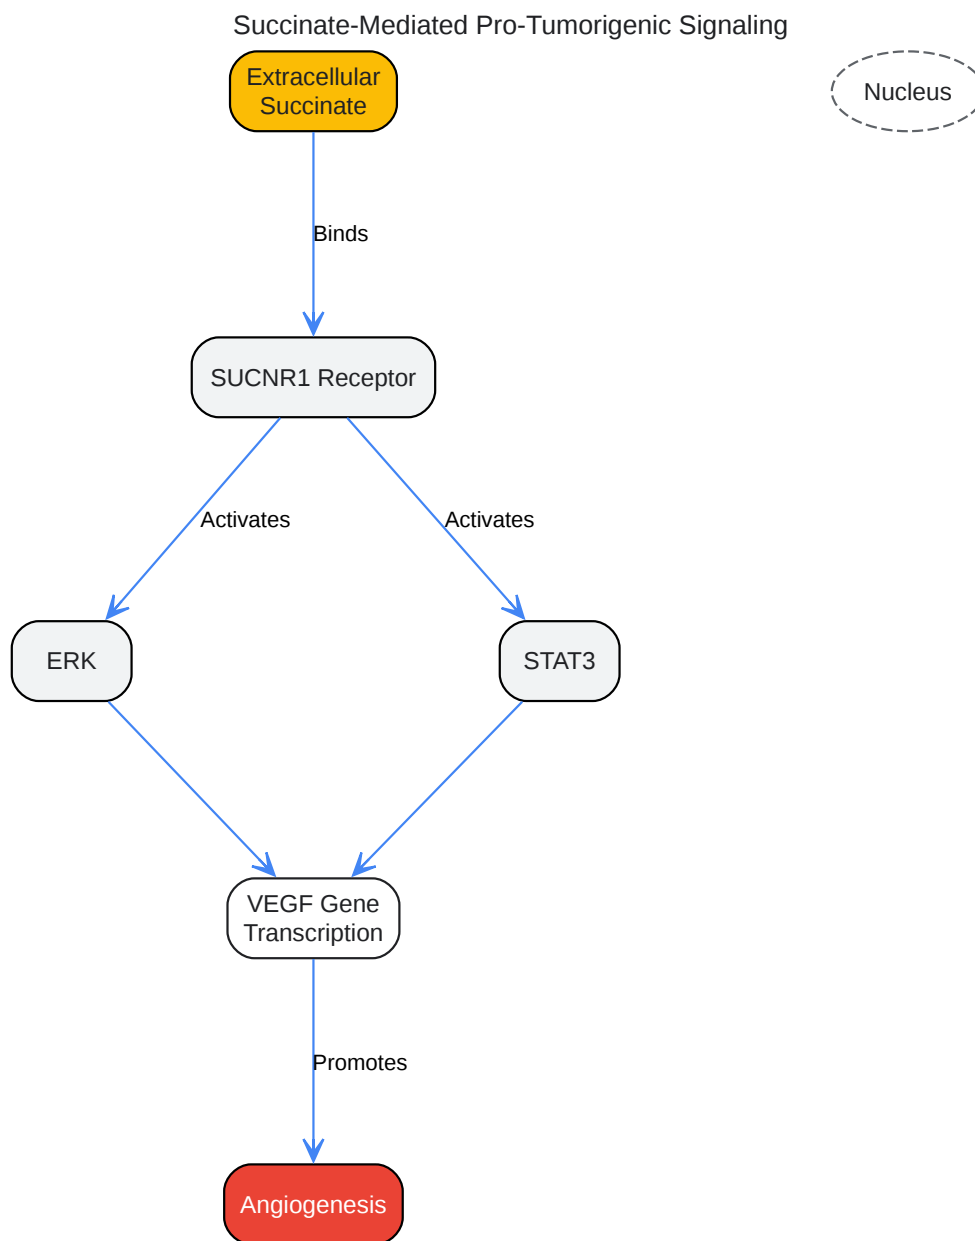 Succinate-Mediated Pro-Tumorigenic Signaling
Extracellular
Succinate
Nucleus
Binds
SUCNR1 Receptor
Activates
Activates
ERK
STAT3
VEGF Gene
Transcription
Promotes
Angiogenesis